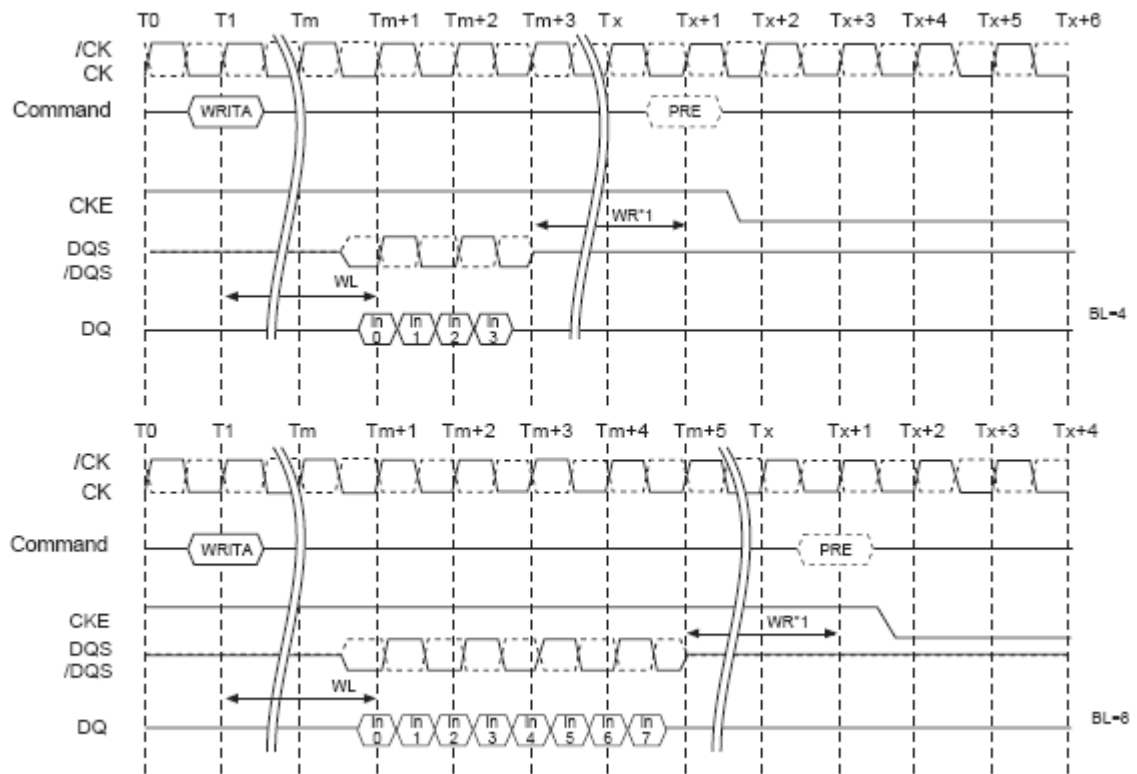 T0 T1 Tm Tm+1 Tm+2 Tm+3 Tx Tx+1 Tx+2 Tx+3 Tx+4 Tx+5 Tx+6
/CK
CK
Command WRITA PRE
CKE
WR*1
DQS
/DQS
WL
DQ In 0 In 1 In 2 In 3
BL=4
T0 T1 Tm Tm+1 Tm+2 Tm+3 Tm+4 Tm+5 Tx Tx+1 Tx+2 Tx+3 Tx+4
/CK
CK
Command WRITA PRE
CKE
WR*1
DQS
/DQS
WL
DQ In 0 In 1 In 2 In 3 In 4 In 5 In 6 In 7
BL=8